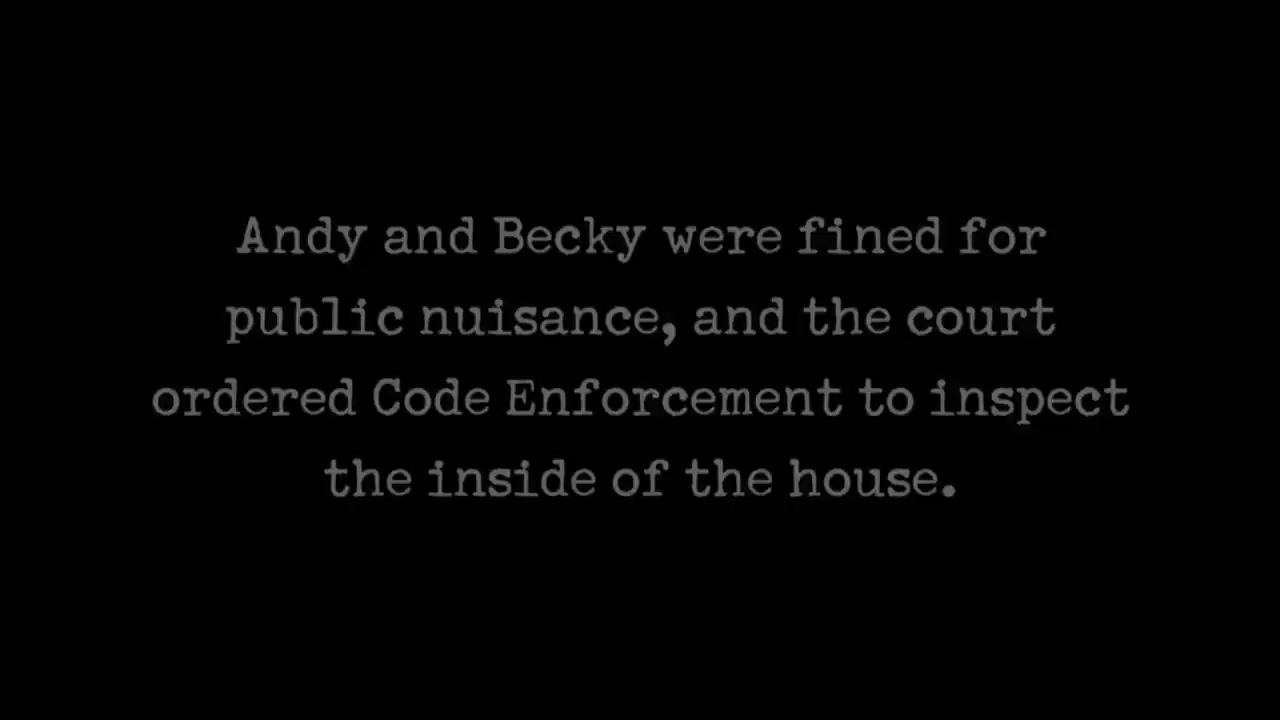 Andy and Becky were fined for
public nuisance, and the court
ordered Code Enforcement to inspect
the inside of the house.